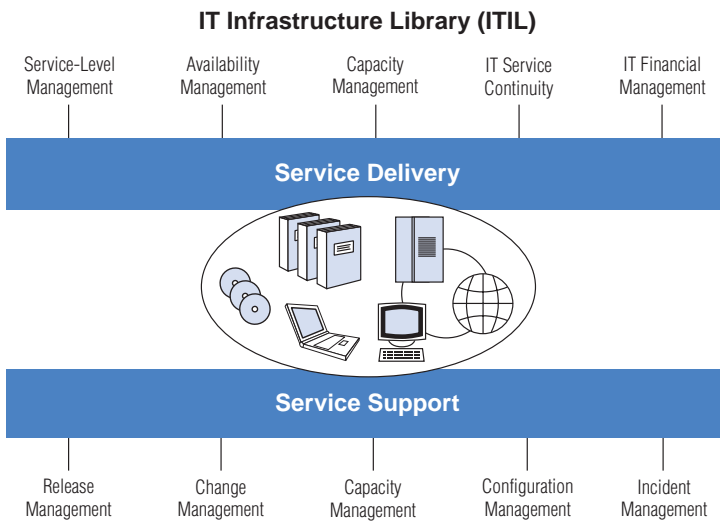 IT Infrastructure Library (ITIL)
Service-Level
Management
Availability
Management
Capacity
Management
IT Service
Continuity
IT Financial
Management
Service Delivery
Service Support
Release
Management
Change
Management
Capacity
Management
Configuration
Management
Incident
Management